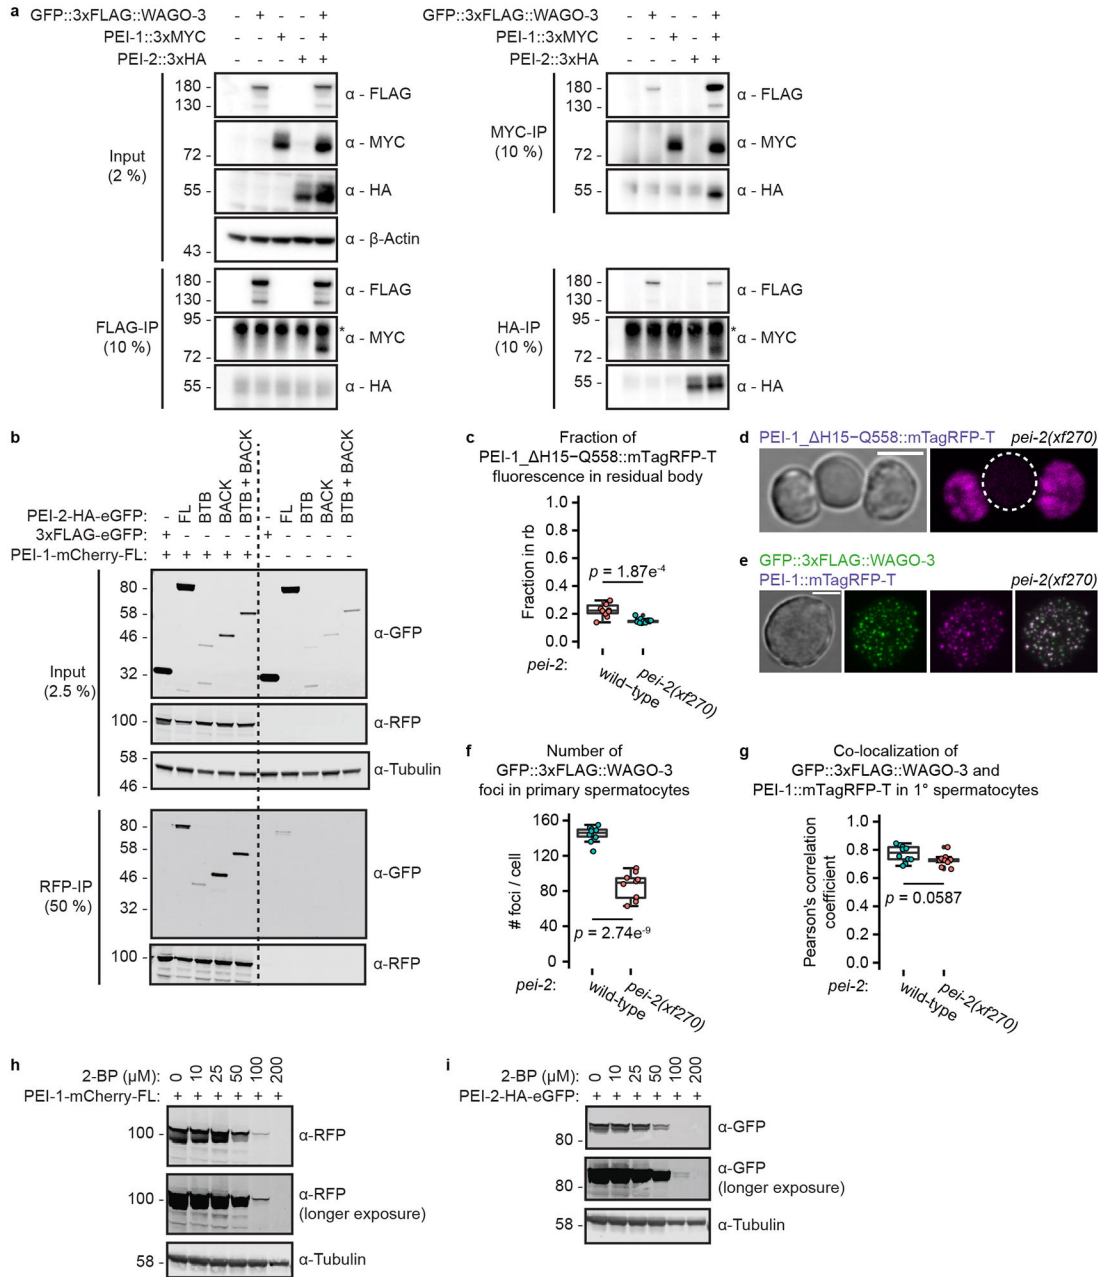 a
GFP::3xFLAG::WAGO-3 - + - - +
PEI-1::3xMYC - - + - +
PEI-2::3xHA - - - + +
180 -
130 -
α - FLAG
72 -
α - MYC
55 -
α - HA
43 -
α - β-Actin
Input
(2 %)
180 -
130 -
α - FLAG
95 -
72 -
* α - MYC
55 -
α - HA
FLAG-IP
(10 %)
GFP::3xFLAG::WAGO-3 - + - - +
PEI-1::3xMYC - - + - +
PEI-2::3xHA - - - + +
180 -
130 -
α - FLAG
72 -
α - MYC
55 -
α - HA
MYC-IP
(10 %)
180 -
130 -
α - FLAG
95 -
72 -
* α - MYC
55 -
α - HA
HA-IP
(10 %)
b
PEI-2-HA-eGFP: - FL BTB BACK BTB + BACK - FL BTB BACK BTB + BACK
3xFLAG-eGFP: + - - - - + - - - -
PEI-1-mCherry-FL: + + + + + - - - - -
80 -
58 -
46 -
32 -
α-GFP
100 -
α-RFP
58 -
46 -
α-Tubulin
Input
(2.5 %)
80 -
58 -
46 -
32 -
α-GFP
100 -
α-RFP
RFP-IP
(50 %)
c
Fraction of
PEI-1_ΔH15−Q558::mTagRFP-T
fluorescence in residual body
Fraction in rb
1.0
0.8
0.6
0.4
0.2
0.0
p = 1.87e-4
pei-2:
wild−type
pei-2(xf270)
d
PEI-1_ΔH15−Q558::mTagRFP-T pei-2(xf270)
e
GFP::3xFLAG::WAGO-3
PEI-1::mTagRFP-T pei-2(xf270)
f
Number of
GFP::3xFLAG::WAGO-3
foci in primary spermatocytes
# foci / cell
160
120
80
40
0
p = 2.74e-9
pei-2:
wild-type
pei-2(xf270)
g
Co-localization of
GFP::3xFLAG::WAGO-3 and
PEI-1::mTagRFP-T in 1° spermatocytes
Pearson's correlation
coefficient
1.0
0.8
0.6
0.4
0.2
0.0
p = 0.0587
pei-2:
wild-type
pei-2(xf270)
h
2-BP (µM): 0 10 25 50 100 200
PEI-1-mCherry-FL: + + + + + +
100 -
α-RFP
100 -
α-RFP
(longer exposure)
58 -
α-Tubulin
i
2-BP (µM): 0 10 25 50 100 200
PEI-2-HA-eGFP: + + + + + +
80 -
α-GFP
80 -
α-GFP
(longer exposure)
58 -
α-Tubulin